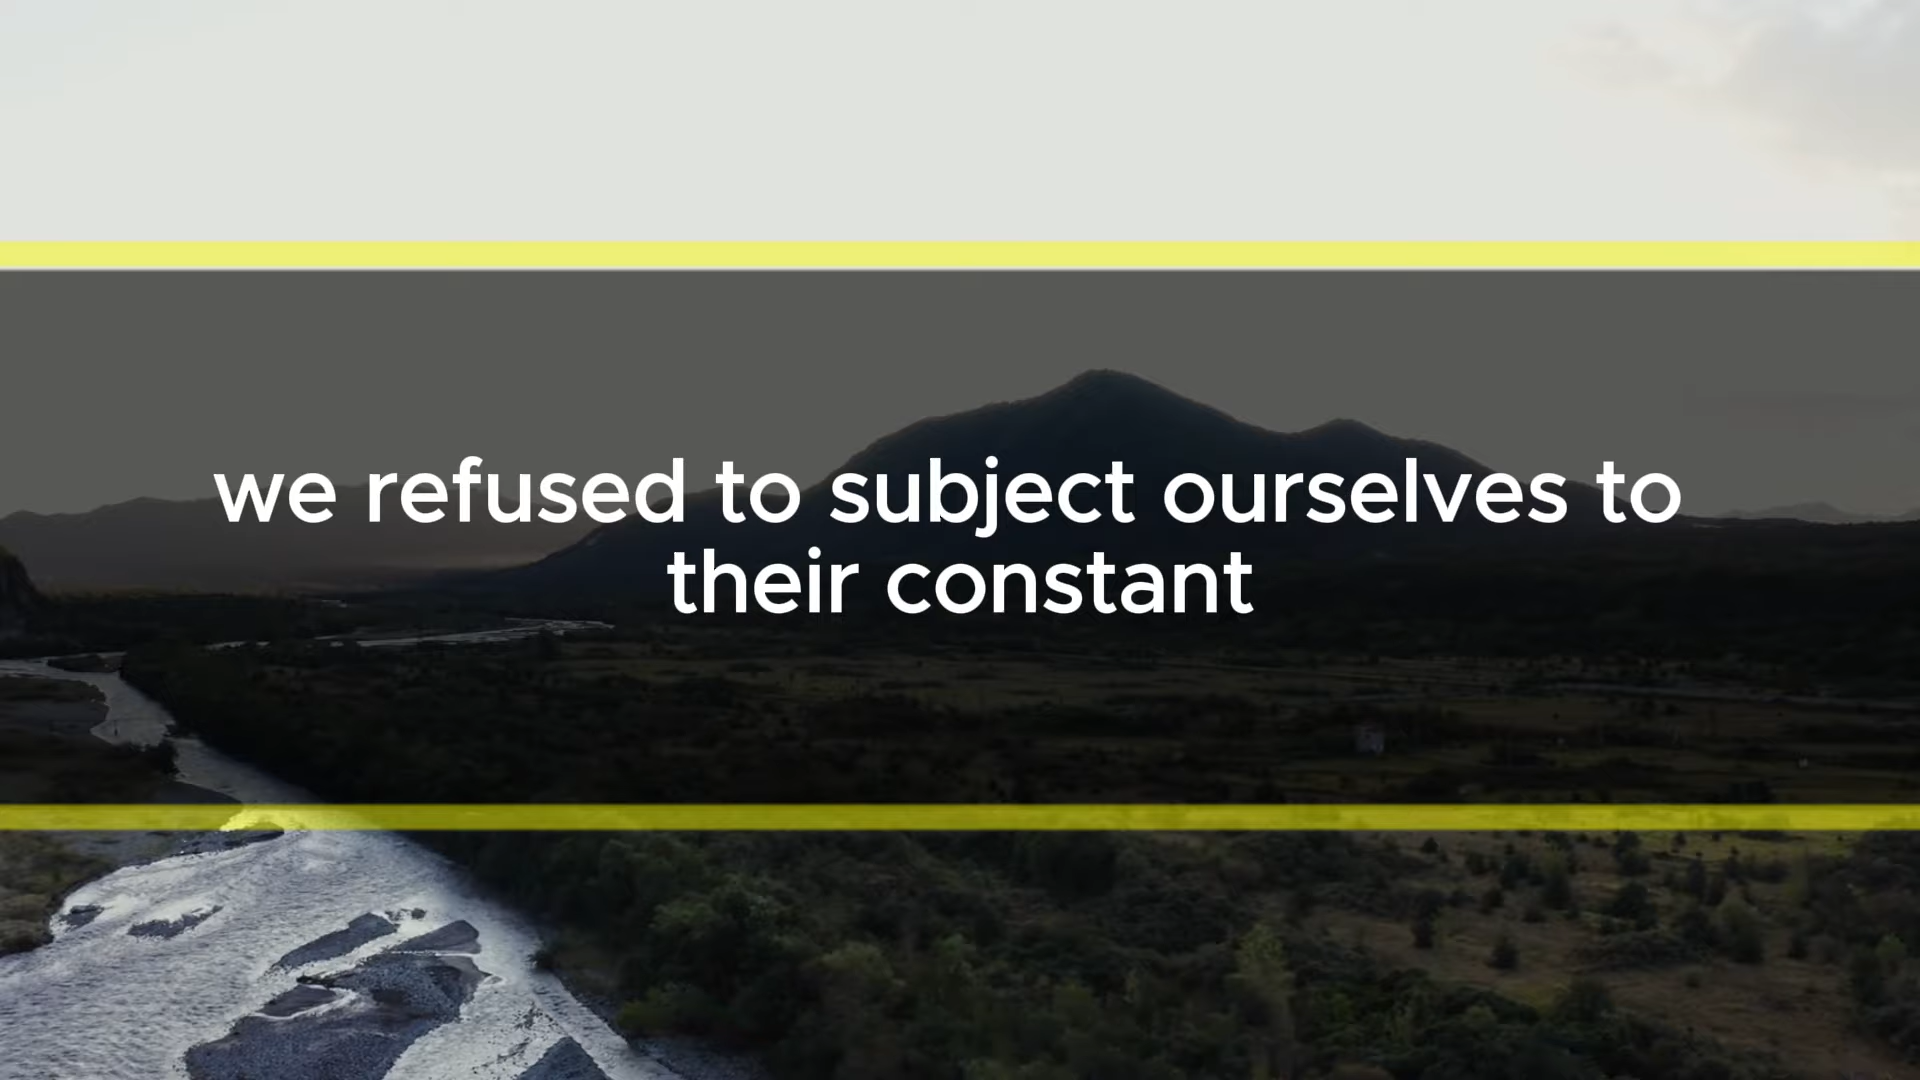 we refused to subject ourselves to
their constant